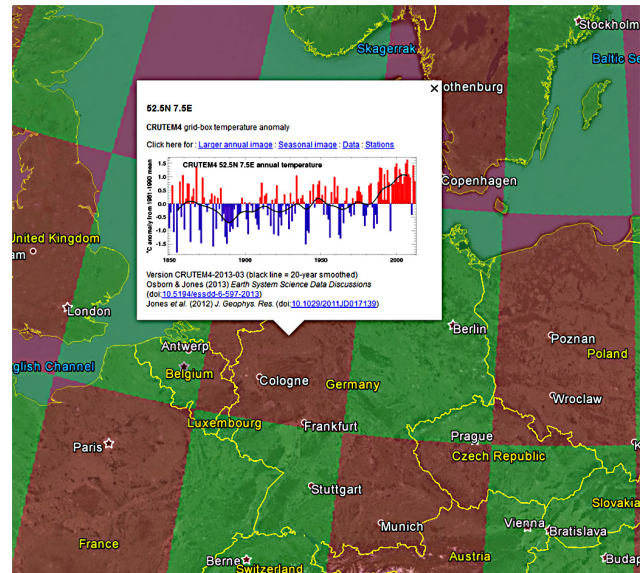 Stockholm
Skagerrak
Baltic Se
othenburg
×
52.5N 7.5E
CRUTEM4 grid-box temperature anomaly
Click here for : Larger annual image : Seasonal image : Data : Stations
CRUTEM4 52.5N 7.5E annual temperature
°C anomaly from 1961-1990 mean
1.5
1.0
0.5
0.0
-0.5
-1.0
-1.5
1850 1900 1950 2000
Version CRUTEM4-2013-03 (black line = 20-year smoothed)
Osborn & Jones (2013) Earth System Science Data Discussions
(doi:10.5194/essdd-6-597-2013)
Jones et al. (2012) J. Geophys. Res. (doi:10.1029/2011JD017139)
Copenhagen
United Kingdom
am
London
Berlin
Poznan
Poland
Antwerp
nglish Channel
Belgium
Cologne
Germany
Wroclaw
Luxembourg
Frankfurt
Paris
Prague
K
Czech Republic
Stuttgart
Slovakia
Munich
Vienna
Bratislava
France
Berne
Switzerland
Austria
Budap